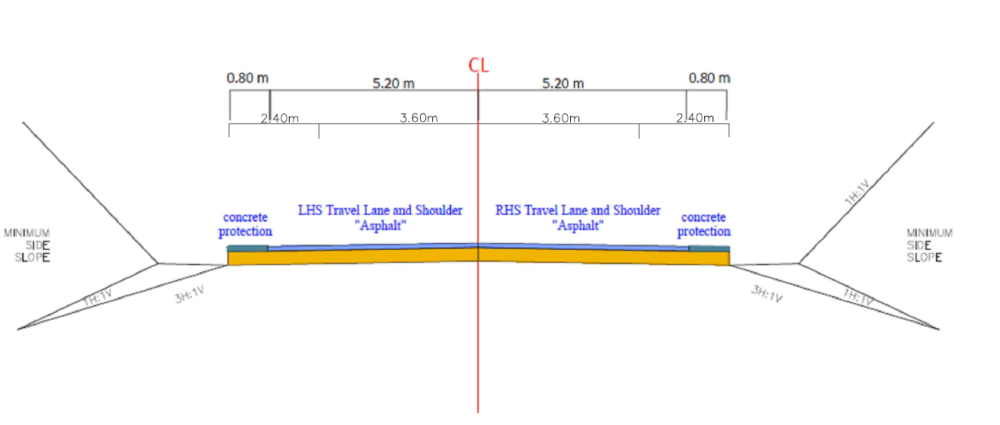 CL
0.80 m
5.20 m
5.20 m
0.80 m
2.40m
3.60m
3.60m
2.40m
1H:1V
LHS Travel Lane and Shoulder
"Asphalt"
RHS Travel Lane and Shoulder
"Asphalt"
concrete
protection
concrete
protection
MINIMUM
SIDE
SLOPE
MINIMUM
SIDE
SLOPE
1H:1V
3H:1V
3H:1V
1H:1V